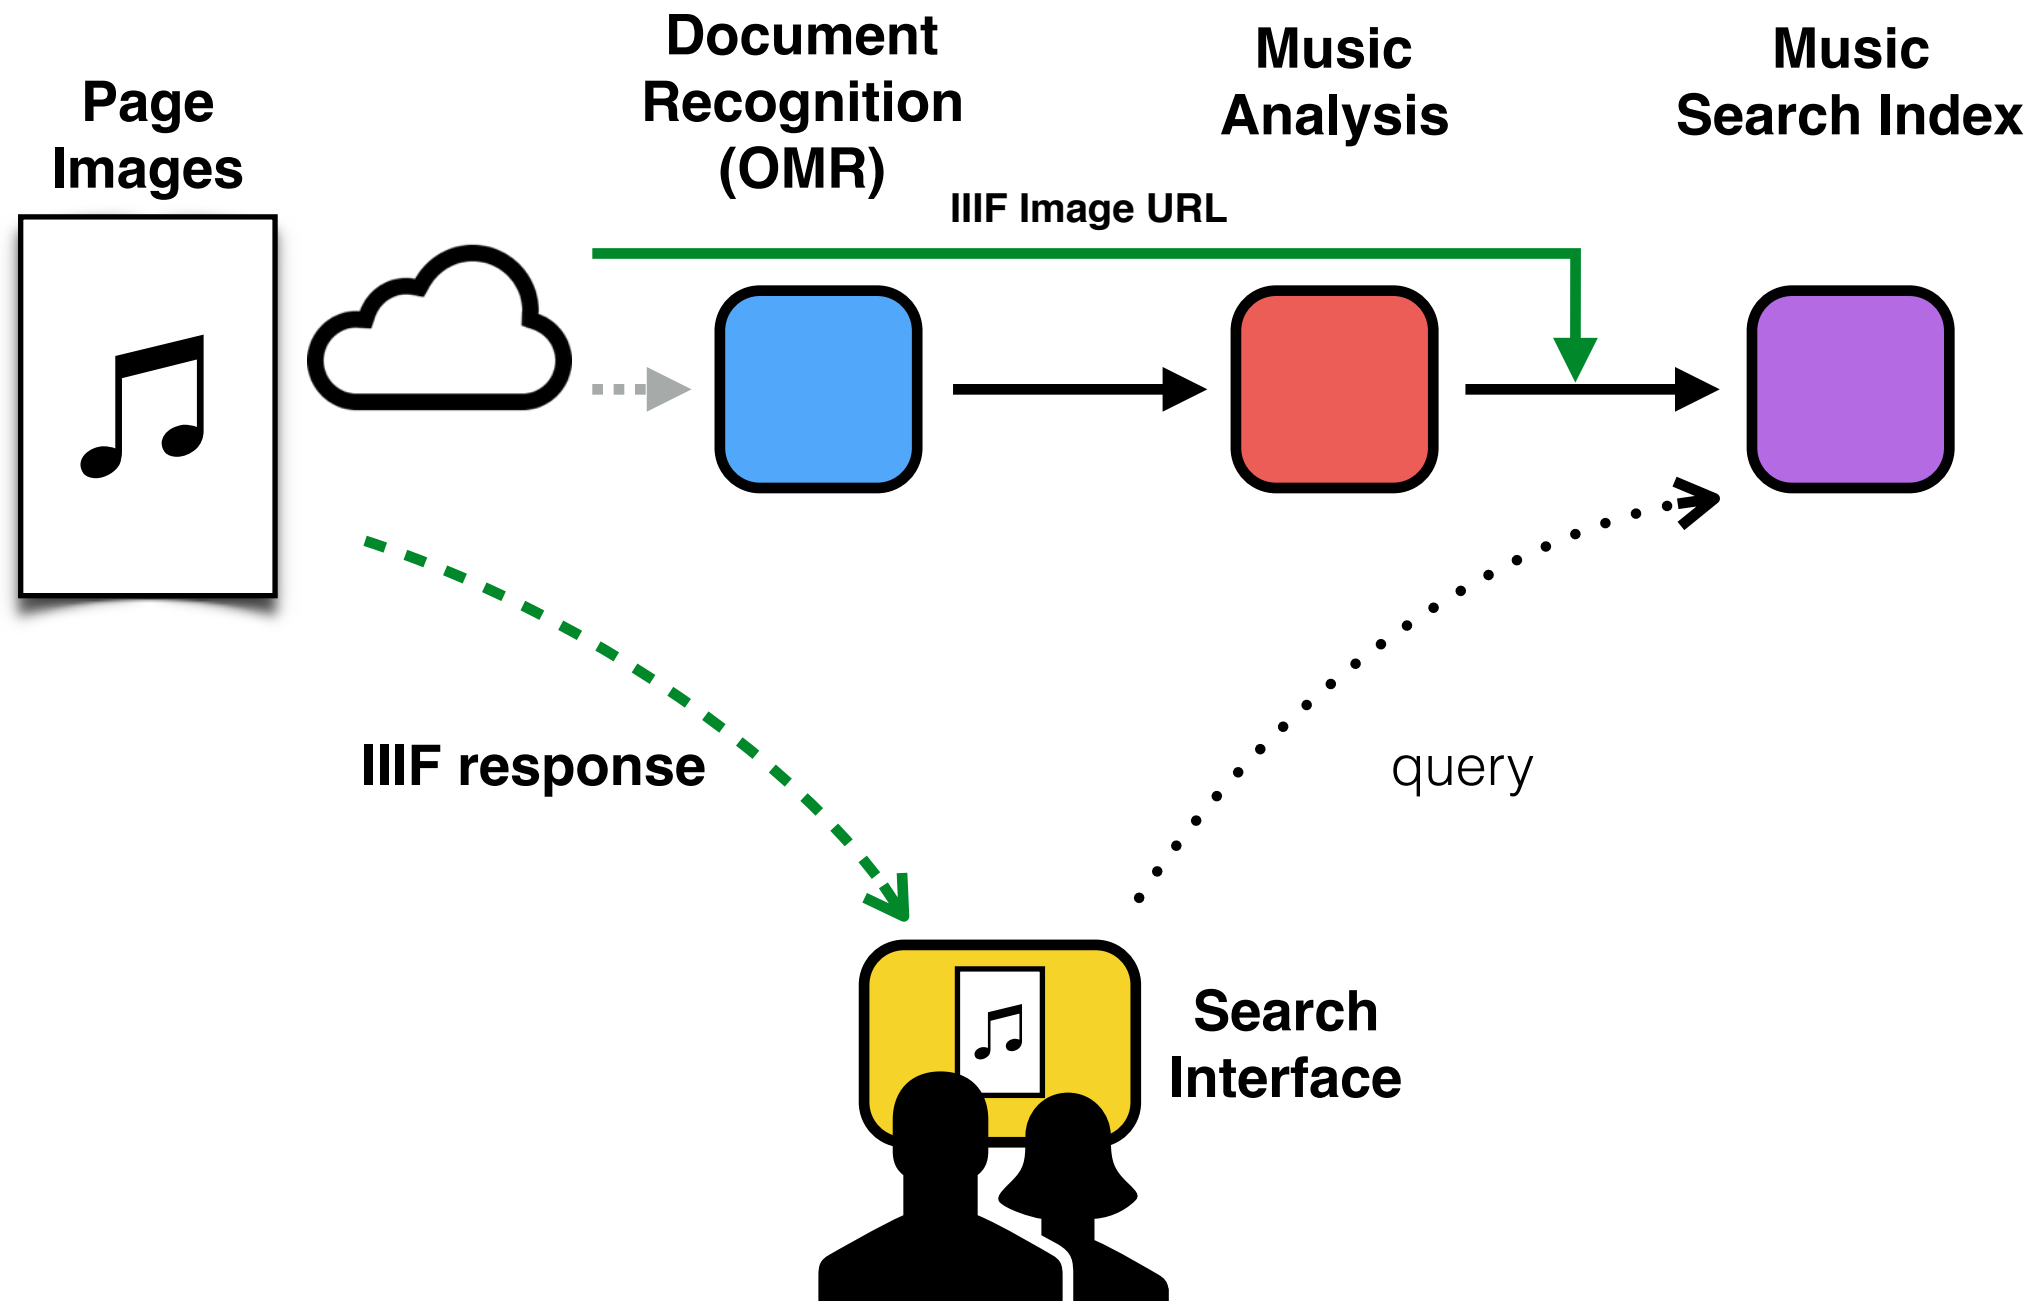 Page
Images
Document
Recognition
(OMR)
Music
Analysis
Music
Search Index
IIIF Image URL
IIIF response
query
Search
Interface